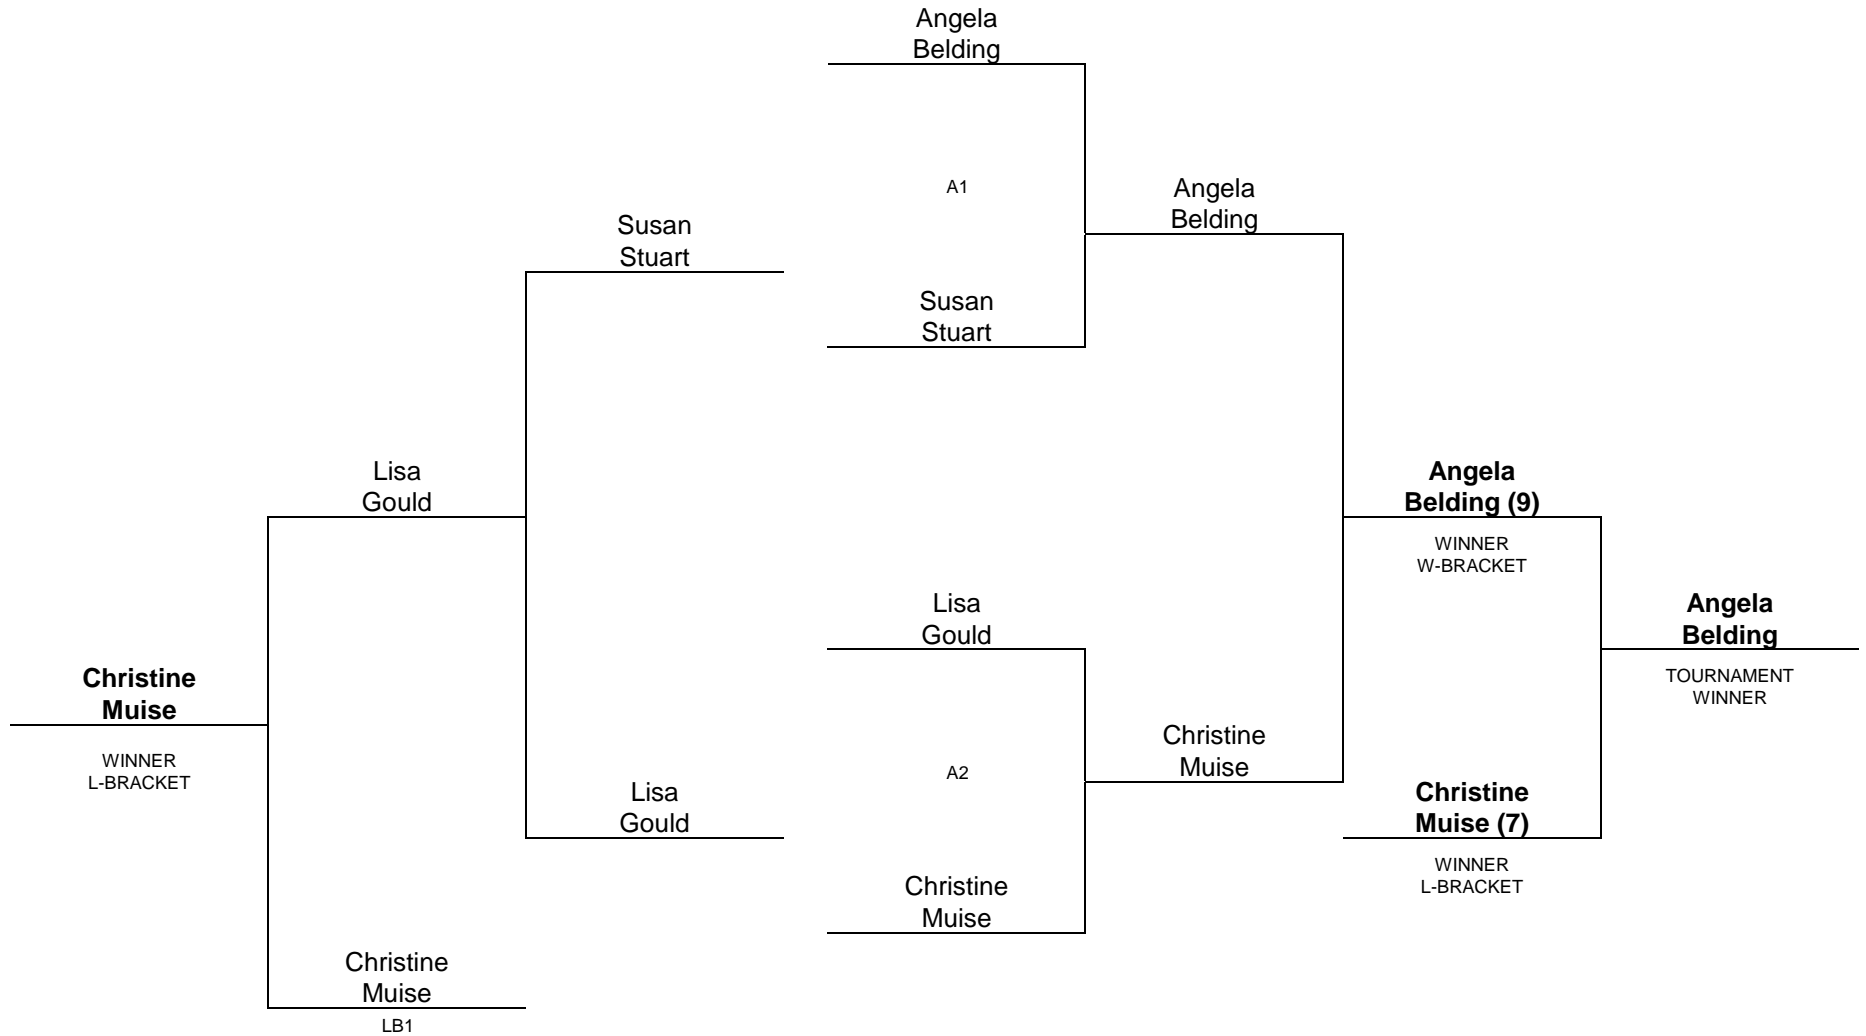 Angela
Belding
A1
Angela
Belding
Susan
Stuart
Susan
Stuart
Lisa
Gould
Angela
Belding (9)
WINNER
W-BRACKET
Lisa
Gould
Angela
Belding
TOURNAMENT
WINNER
Christine
Muise
WINNER
L-BRACKET
Christine
Muise
A2
Lisa
Gould
Christine
Muise (7)
WINNER
L-BRACKET
Christine
Muise
Christine
Muise
LB1